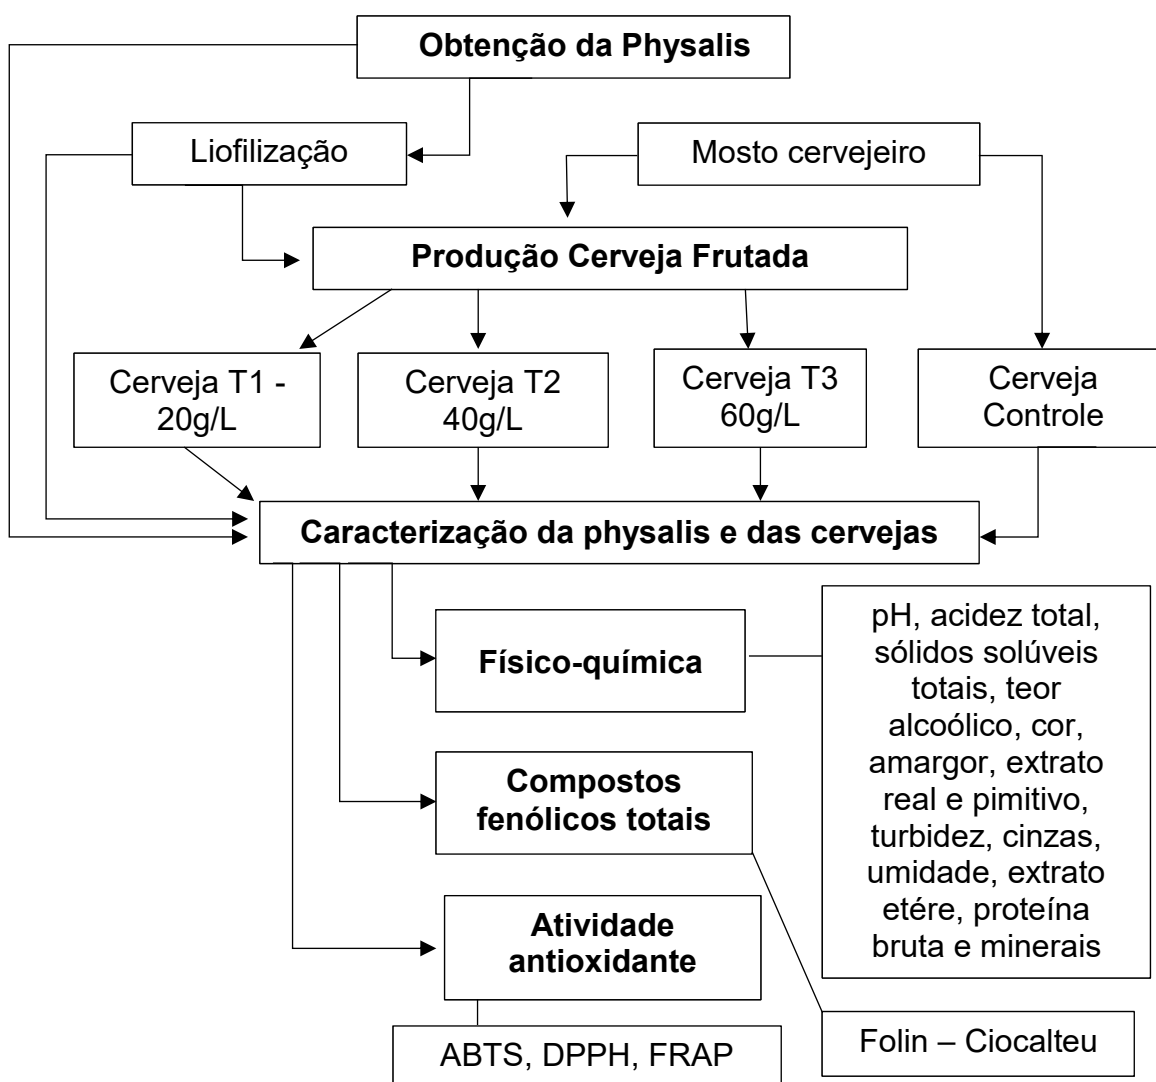 Obtenção da Physalis
Liofilização
Mosto cervejeiro
Produção Cerveja Frutada
Cerveja T1 -
20g/L
Cerveja T2
40g/L
Cerveja T3
60g/L
Cerveja
Controle
Caracterização da physalis e das cervejas
Físico-química
pH, acidez total,
sólidos solúveis
totais, teor
alcoólico, cor,
amargor, extrato
real e pimitivo,
turbidez, cinzas,
umidade, extrato
etére, proteína
bruta e minerais
Compostos
fenólicos totais
Atividade
antioxidante
ABTS, DPPH, FRAP
Folin – Ciocalteu